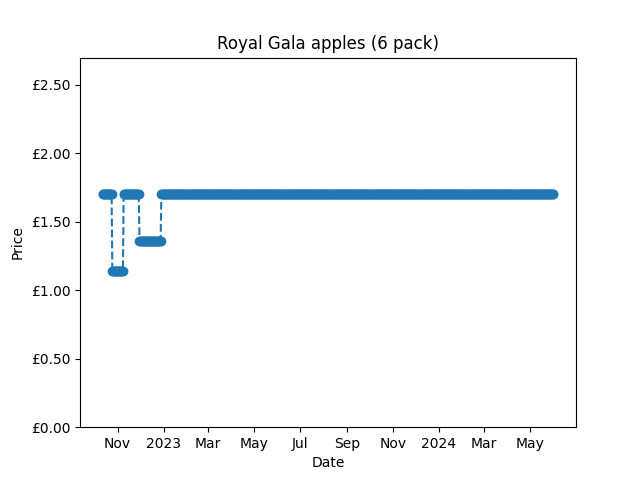 Royal Gala apples (6 pack)
£2.50
£2.00
£1.50
£1.00
£0.50
£0.00
Price
Nov 2023 Mar May Jul Sep Nov 2024 Mar May
Date